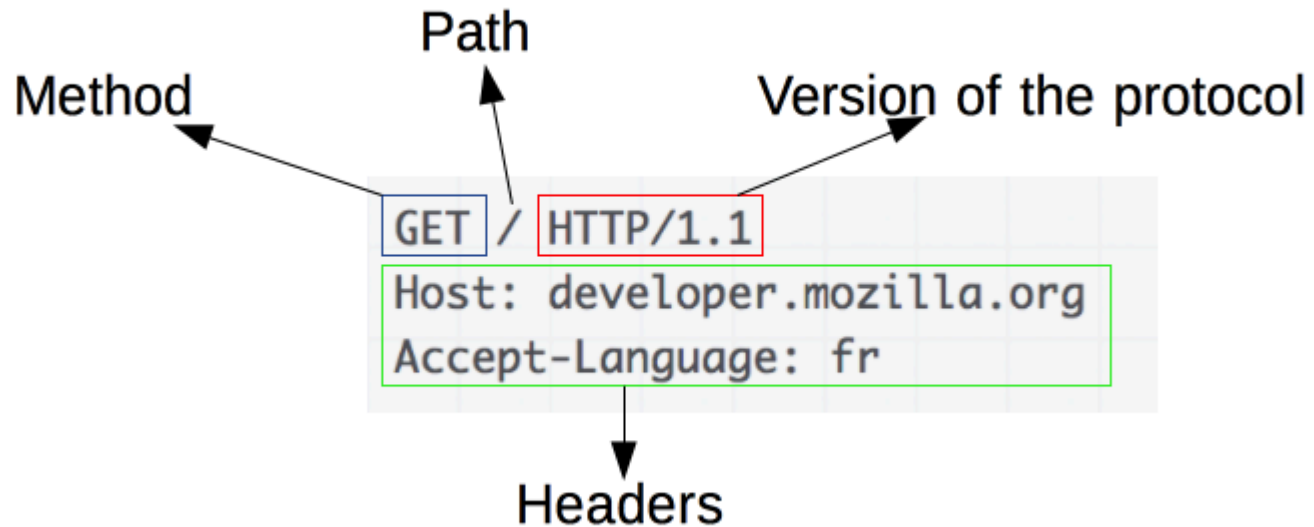 Path
Method
Version of the protocol
GET / HTTP/1.1
Host: developer.mozilla.org
Accept-Language: fr
Headers